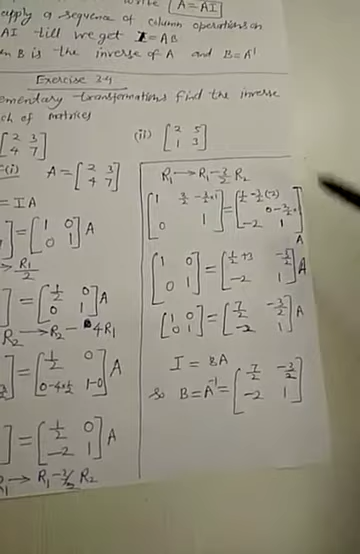 write A = AI
apply a sequence of column operations on
AI till we get I = AB
B is the inverse of A and B = A'
Exercise 3.4
transformations find the inverse
ch of matrices
[2 3
4 7]
(ii) [2 5
1 3]
(i) A = [2 3
4 7]
= IA
] = [1 0
0 1] A
→ R1/2
] = [1/2 0
0 1] A
R2 → R2 - 4R1
] = [1/2 0
0-4×1/2 1-0] A
] = [1/2 0
-2 1] A
R1 → R1 - 3/2 R2
R1 → R1 - 3/2 R2
[1 3/2 - 3/2×1
0 1] = [1/2 - 3/2(-2) 0-3/2×1
-2 1] A
[1 0
0 1] = [1/2+3 -3/2
-2 1] A
[1 0
0 1] = [7/2 -3/2
-2 1] A
I = BA
So B = A^-1 = [7/2 -3/2
-2 1]